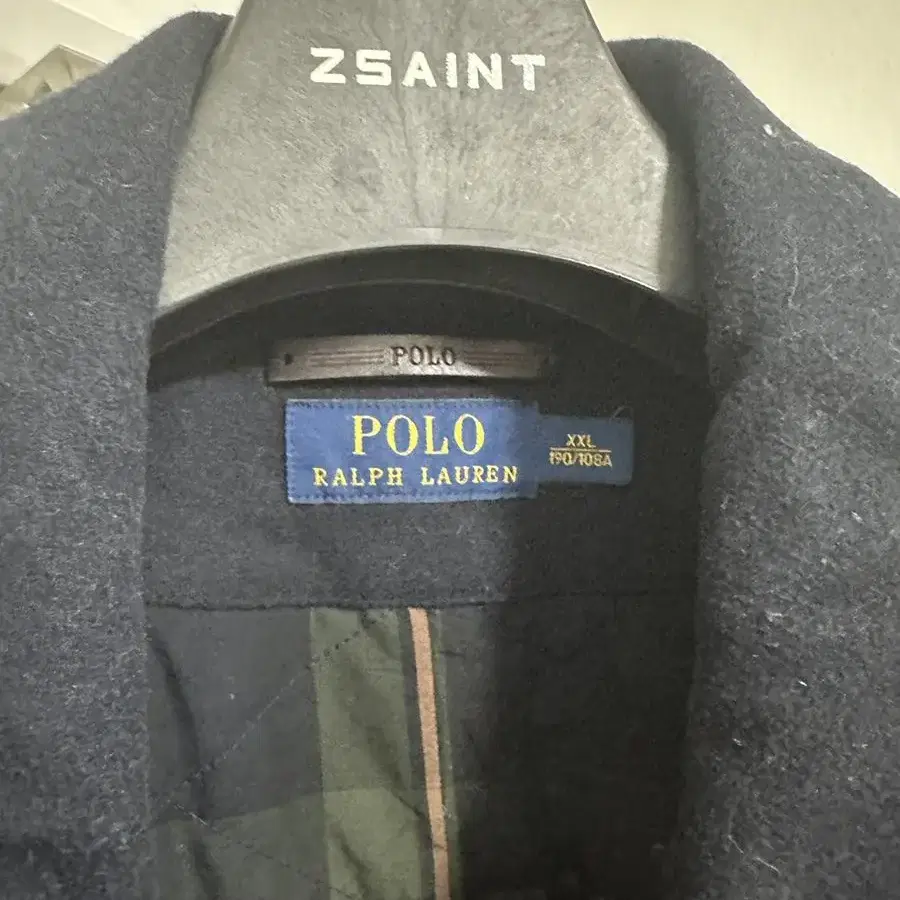 ZSAINT
POLO
POLO
RALPH LAUREN
XXL
190/108A